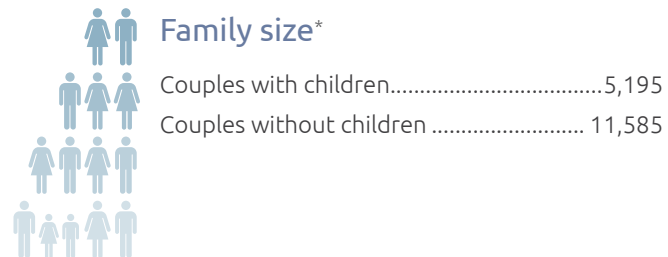 Family size*
Couples with children..................................5,195
Couples without children .......................... 11,585